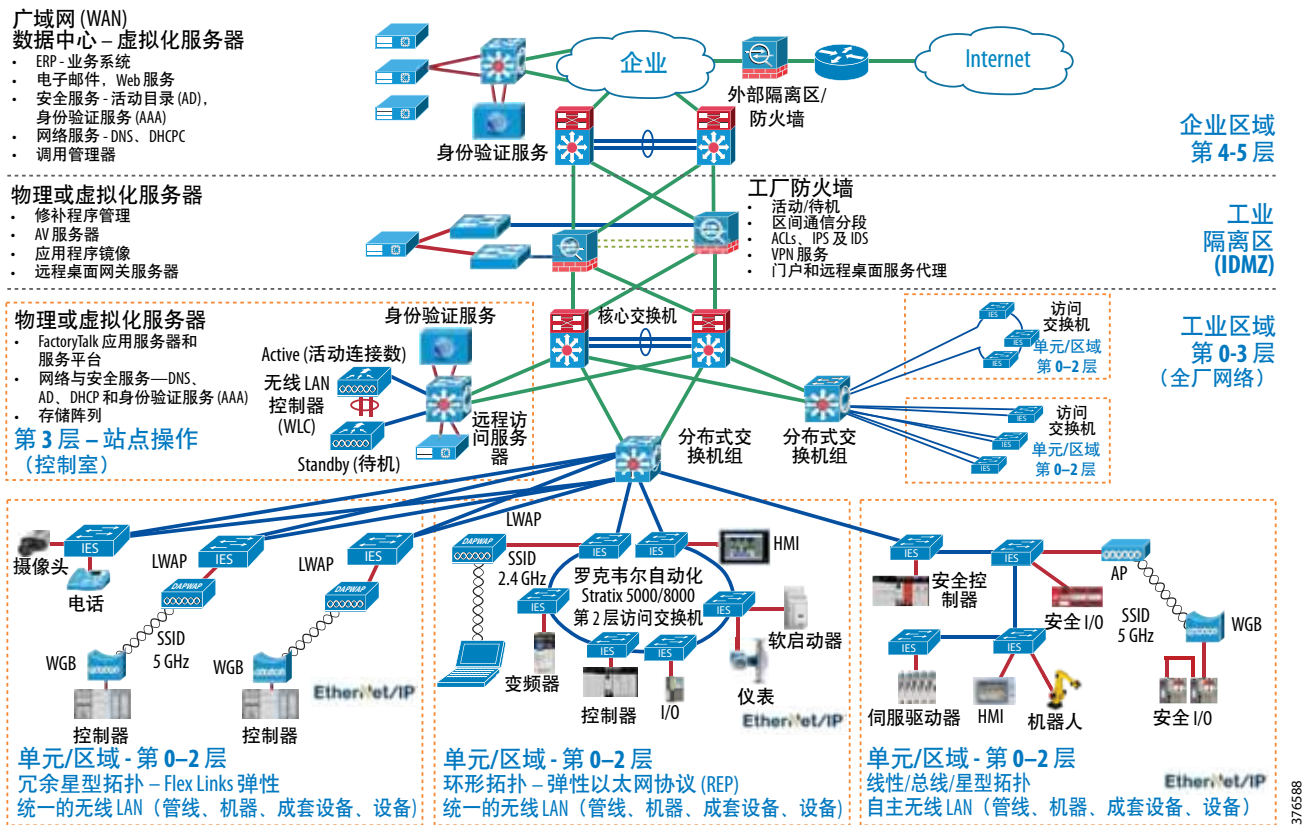 广域网 (WAN)
数据中心 – 虚拟化服务器
• ERP - 业务系统
• 电子邮件，Web 服务
• 安全服务 - 活动目录 (AD)，
身份验证服务 (AAA)
• 网络服务 - DNS、DHCPC
• 调用管理器
身份验证服务
企业
外部隔离区/
防火墙
Internet
企业区域
第 4-5 层
物理或虚拟化服务器
• 修补程序管理
• AV 服务器
• 应用程序镜像
• 远程桌面网关服务器
工厂防火墙
• 活动/待机
• 区间通信分段
• ACLs、IPS 及 IDS
• VPN 服务
• 门户和远程桌面服务代理
工业
隔离区
(IDMZ)
物理或虚拟化服务器
• FactoryTalk 应用服务器和
服务平台
• 网络与安全服务—DNS、
AD、DHCP 和身份验证服务 (AAA)
• 存储阵列
第 3 层 – 站点操作
（控制室）
身份验证服务
Active (活动连接数)
无线 LAN
控制器
(WLC)
Standby (待机)
远程访
问服务
器
核心交换机
分布式交
换机组
分布式交
换机组
IES
IES
IES
访问
交换机
单元/区域
第 0–2 层
IES
IES
IES
访问
交换机
单元/区域
第 0–2 层
工业区域
第 0-3 层
（全厂网络）
IES
摄像头
电话
IES
LWAP
DAPWAP
SSID
5 GHz
WGB
控制器
IES
LWAP
DAPWAP
WGB
控制器
EtherNet/IP
单元/区域 - 第 0–2 层
冗余星型拓扑 – Flex Links 弹性
统一的无线 LAN（管线、机器、成套设备、设备)
LWAP
DAPWAP
SSID
2.4 GHz
IES
IES
HMI
罗克韦尔自动化
Stratix 5000/8000
第 2 层访问交换机
IES
IES
软启动器
IES
IES
变频器
控制器
I/0
仪表
EtherNet/IP
单元/区域 - 第 0–2 层
环形拓扑 – 弹性以太网协议 (REP)
统一的无线 LAN（管线、机器、成套设备、设备)
IES
安全控
制器
IES
安全 I/0
AP
SSID
5 GHz
WGB
IES
IES
伺服驱动器
HMI
机器人
安全 I/0
单元/区域 - 第 0–2 层
线性/总线/星型拓扑
EtherNet/IP
自主无线 LAN（管线、机器、成套设备、设备）
376588